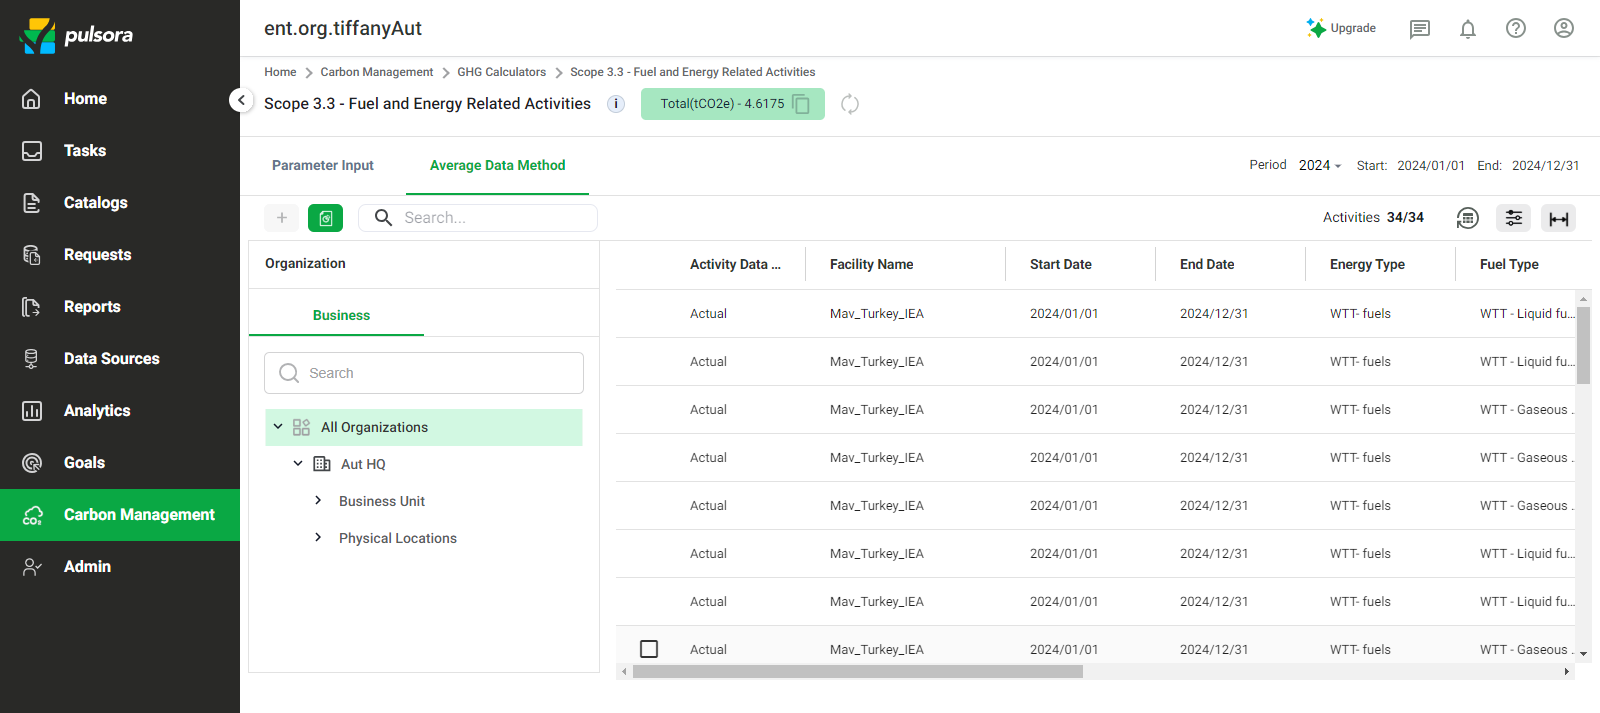 pulsora
ent.org.tiffanyAut
Upgrade
Home
Tasks
Catalogs
Requests
Reports
Data Sources
Analytics
Goals
Carbon Management
Admin
Home > Carbon Management > GHG Calculators > Scope 3.3 - Fuel and Energy Related Activities
Scope 3.3 - Fuel and Energy Related Activities i Total(tCO2e) - 4.6175
Parameter Input Average Data Method Period 2024 Start: 2024/01/01 End: 2024/12/31
Search... Activities 34/34
Organization
Business
Search
All Organizations
Aut HQ
Business Unit
Physical Locations
Activity Data ... Facility Name Start Date End Date Energy Type Fuel Type
Actual Mav_Turkey_IEA 2024/01/01 2024/12/31 WTT- fuels WTT - Liquid fu...
Actual Mav_Turkey_IEA 2024/01/01 2024/12/31 WTT- fuels WTT - Liquid fu...
Actual Mav_Turkey_IEA 2024/01/01 2024/12/31 WTT- fuels WTT - Gaseous ...
Actual Mav_Turkey_IEA 2024/01/01 2024/12/31 WTT- fuels WTT - Gaseous ...
Actual Mav_Turkey_IEA 2024/01/01 2024/12/31 WTT- fuels WTT - Gaseous ...
Actual Mav_Turkey_IEA 2024/01/01 2024/12/31 WTT- fuels WTT - Liquid fu...
Actual Mav_Turkey_IEA 2024/01/01 2024/12/31 WTT- fuels WTT - Liquid fu...
Actual Mav_Turkey_IEA 2024/01/01 2024/12/31 WTT- fuels WTT - Gaseous ...